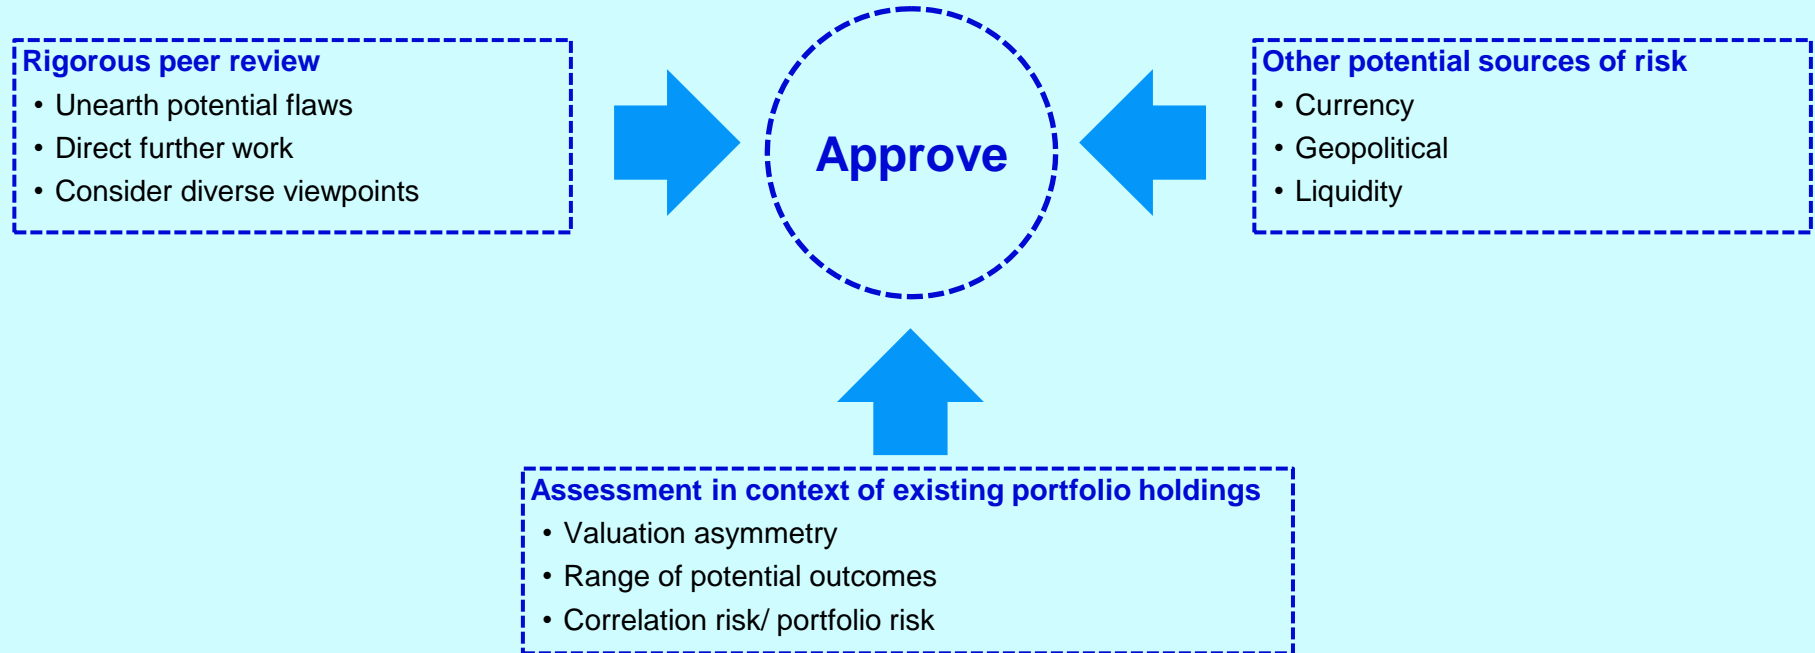 Rigorous peer review
• Unearth potential flaws
• Direct further work
• Consider diverse viewpoints
Approve
Other potential sources of risk
• Currency
• Geopolitical
• Liquidity
Assessment in context of existing portfolio holdings
• Valuation asymmetry
• Range of potential outcomes
• Correlation risk/ portfolio risk